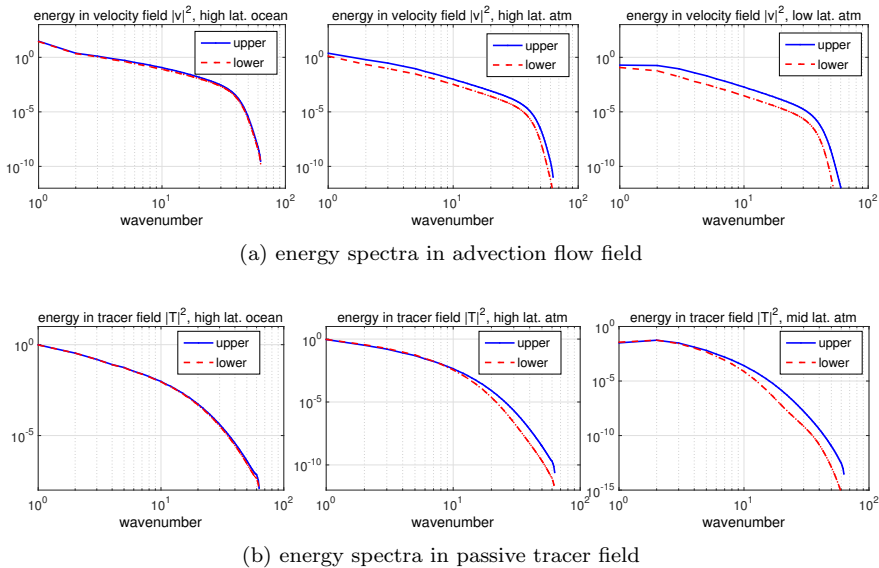 energy in velocity field |v|², high lat. ocean
energy in velocity field |v|², high lat. atm
energy in velocity field |v|², low lat. atm
upper
lower
upper
lower
upper
lower
10⁰
10⁻⁵
10⁻¹⁰
10⁰
10⁻⁵
10⁻¹⁰
10⁰
10⁻⁵
10⁻¹⁰
10⁰ 10¹ 10²
10⁰ 10¹ 10²
10⁰ 10¹ 10²
wavenumber
wavenumber
wavenumber
(a) energy spectra in advection flow field
energy in tracer field |T|², high lat. ocean
energy in tracer field |T|², high lat. atm
energy in tracer field |T|², mid lat. atm
upper
lower
upper
lower
upper
lower
10⁰
10⁻⁵
10⁰
10⁻⁵
10⁻¹⁰
10⁰
10⁻⁵
10⁻¹⁰
10⁻¹⁵
10⁰ 10¹ 10²
10⁰ 10¹ 10²
10⁰ 10¹ 10²
wavenumber
wavenumber
wavenumber
(b) energy spectra in passive tracer field